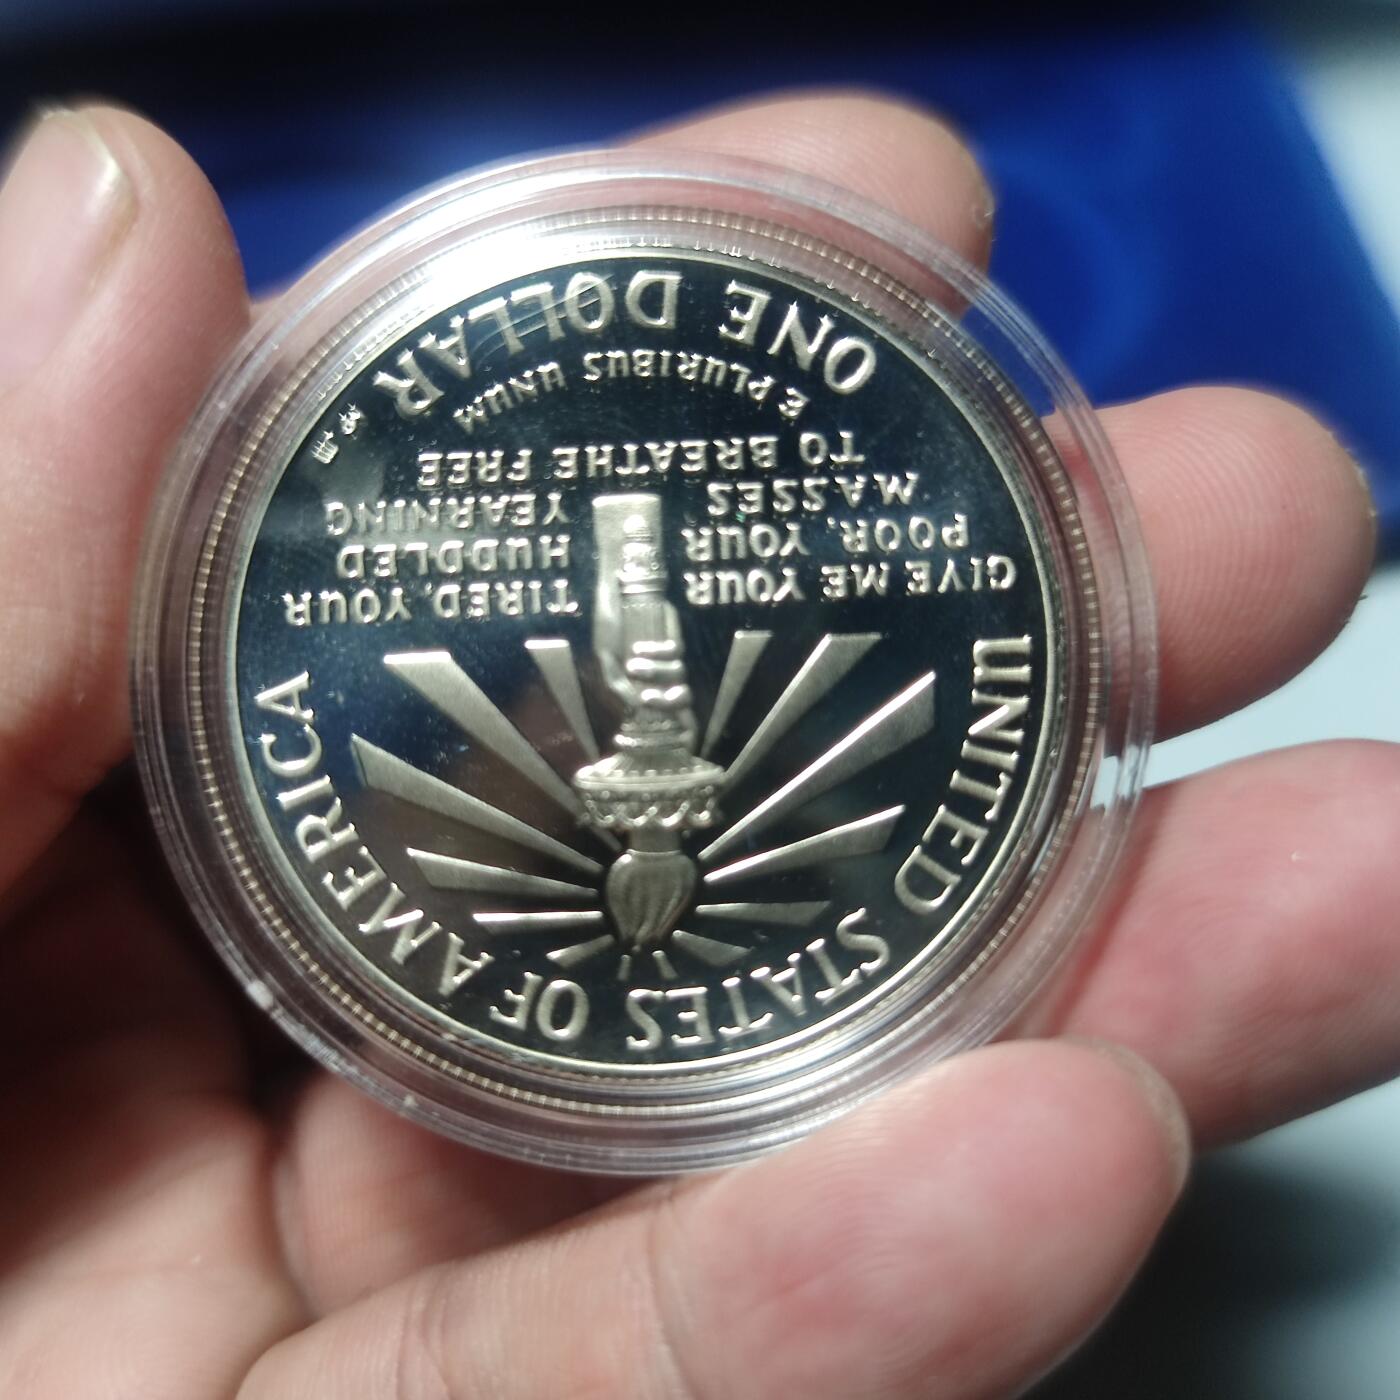 UNITED STATES OF AMERICA
GIVE ME YOUR TIRED, YOUR
POOR, YOUR HUDDLED
MASSES YEARNING
TO BREATHE FREE
E PLURIBUS UNUM
ONE DOLLAR